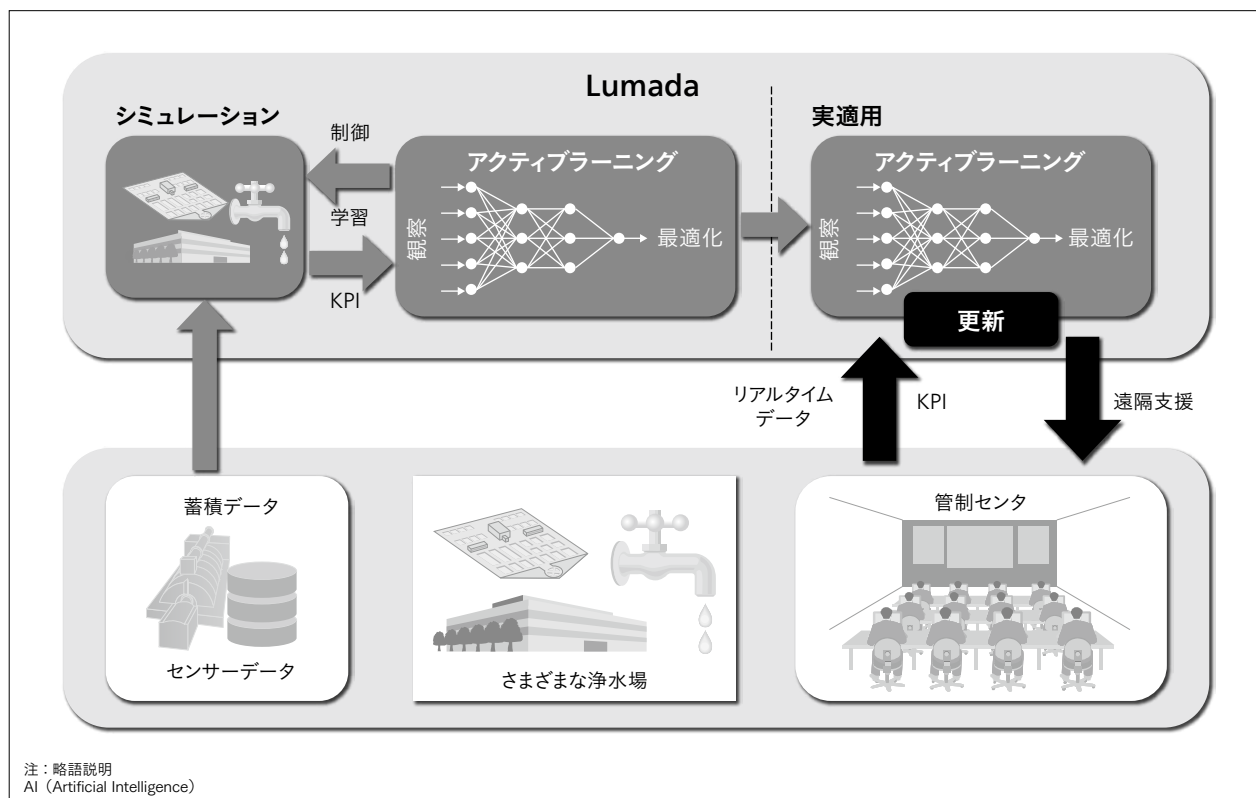 Lumada
シミュレーション
制御
学習
KPI
アクティブラーニング
観察
最適化
実適用
アクティブラーニング
観察
最適化
更新
リアルタイム
データ
KPI
遠隔支援
蓄積データ
センサーデータ
さまざまな浄水場
管制センタ
注：略語説明
AI（Artificial Intelligence）